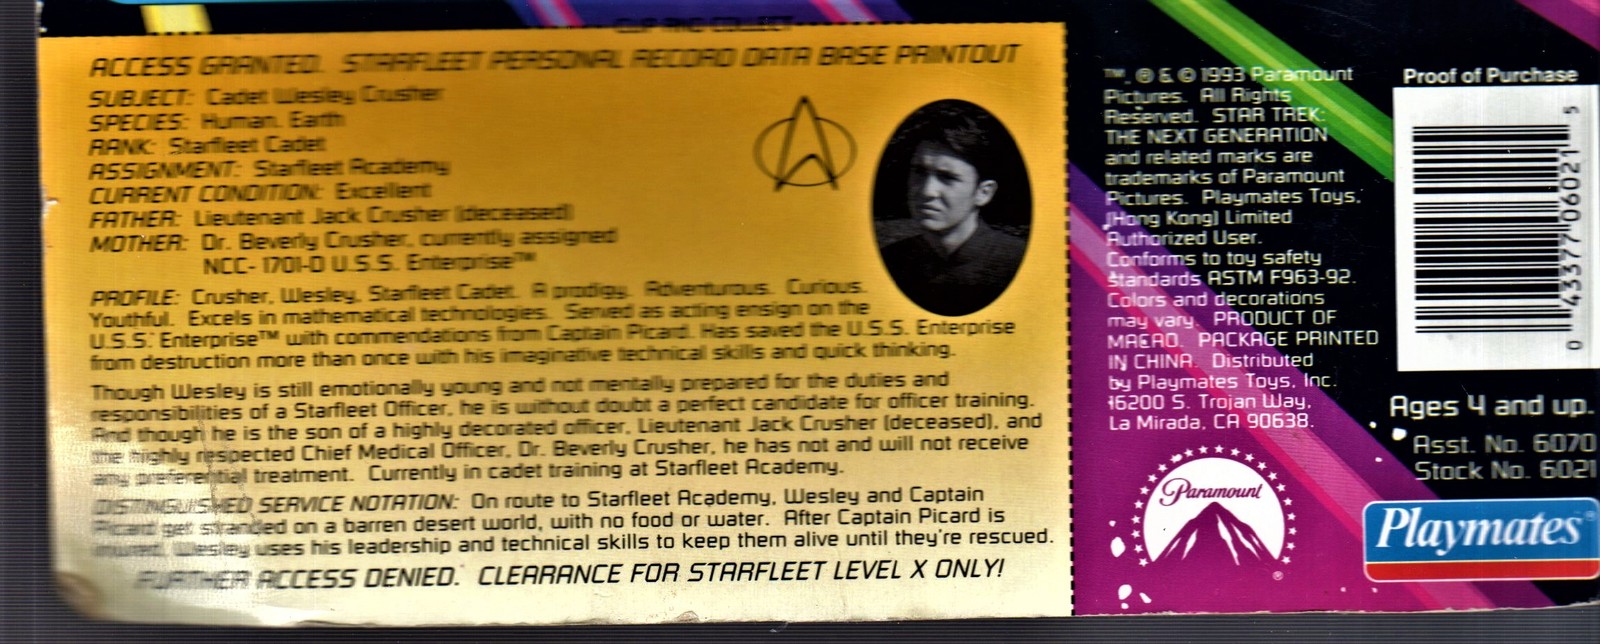 CLIP AND COLLECT
ACCESS GRANTED. STARFLEET PERSONAL RECORD DATA BASE PRINTOUT
SUBJECT: Cadet Wesley Crusher
SPECIES: Human, Earth
RANK: Starfleet Cadet
ASSIGNMENT: Starfleet Academy
CURRENT CONDITION: Excellent
FATHER: Lieutenant Jack Crusher (deceased)
MOTHER: Dr. Beverly Crusher, currently assigned
NCC-1701-D U.S.S. Enterprise™
PROFILE: Crusher, Wesley. Starfleet Cadet. A prodigy. Adventurous. Curious.
Youthful. Excels in mathematical technologies. Served as acting ensign on the
U.S.S. Enterprise™ with commendations from Captain Picard. Has saved the U.S.S. Enterprise
from destruction more than once with his imaginative technical skills and quick thinking.
Though Wesley is still emotionally young and not mentally prepared for the duties and
responsibilities of a Starfleet Officer, he is without doubt a perfect candidate for officer training.
And though he is the son of a highly decorated officer, Lieutenant Jack Crusher (deceased), and
the highly respected Chief Medical Officer, Dr. Beverly Crusher, he has not and will not receive
any preferential treatment. Currently in cadet training at Starfleet Academy.
DISTINGUISHED SERVICE NOTATION: On route to Starfleet Academy, Wesley and Captain
Picard get stranded on a barren desert world, with no food or water. After Captain Picard is
injured, Wesley uses his leadership and technical skills to keep them alive until they're rescued.
FURTHER ACCESS DENIED. CLEARANCE FOR STARFLEET LEVEL X ONLY!
™, ® & © 1993 Paramount
Pictures. All Rights
Reserved. STAR TREK:
THE NEXT GENERATION
and related marks are
trademarks of Paramount
Pictures. Playmates Toys,
(Hong Kong) Limited
Authorized User.
Conforms to toy safety
standards ASTM F963-92.
Colors and decorations
may vary. PRODUCT OF
MACAO. PACKAGE PRINTED
IN CHINA. Distributed
by Playmates Toys, Inc.
16200 S. Trojan Way,
La Mirada, CA 90638.
Paramount
®
Proof of Purchase
0 43377 06021 5
Ages 4 and up.
Asst. No. 6070
Stock No. 6021
Playmates®